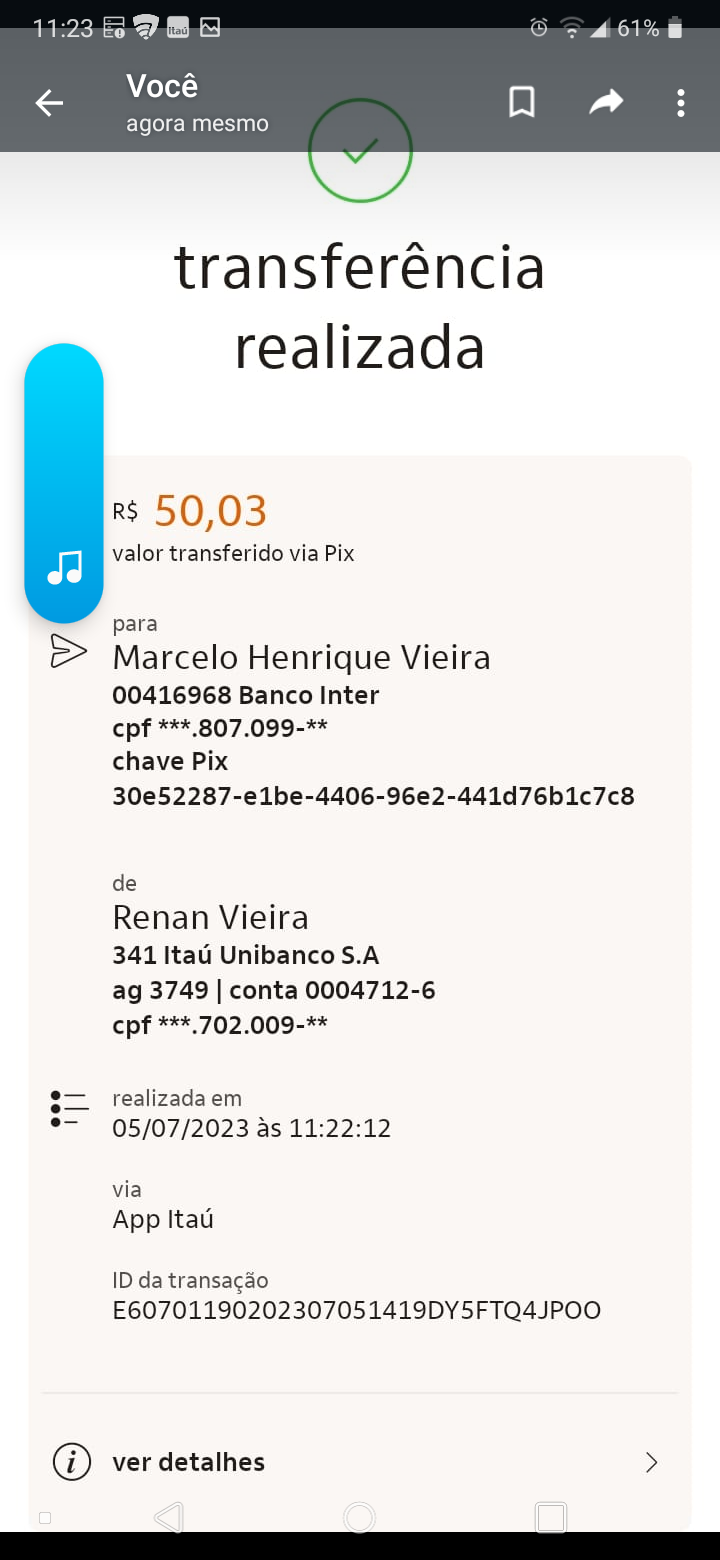 11:23
Itaú
61%
Você
agora mesmo
transferência
realizada
R$ 50,03
valor transferido via Pix
para
Marcelo Henrique Vieira
00416968 Banco Inter
cpf ***.807.099-**
chave Pix
30e52287-e1be-4406-96e2-441d76b1c7c8
de
Renan Vieira
341 Itaú Unibanco S.A
ag 3749 | conta 0004712-6
cpf ***.702.009-**
realizada em
05/07/2023 às 11:22:12
via
App Itaú
ID da transação
E60701190202307051419DY5FTQ4JPOO
ver detalhes